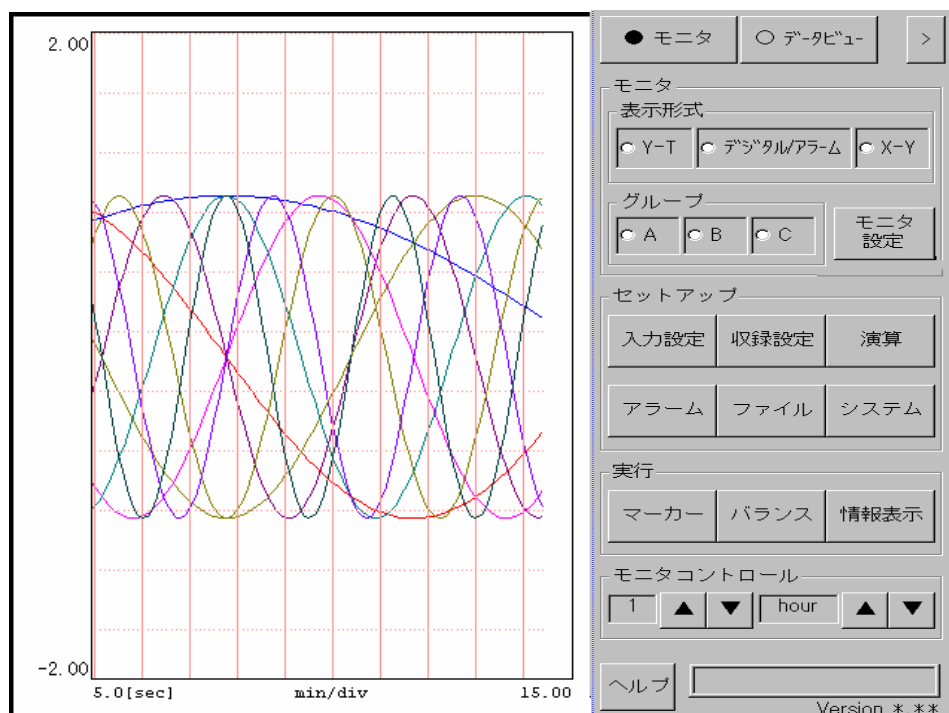 2.00
-2.00
5.0[sec] min/div 15.00
● モニタ ○ データビュー >
モニタ
表示形式
Y-T デジタル/アラーム X-Y
グループ
A B C モニタ
設定
セットアップ
入力設定 収録設定 演算
アラーム ファイル システム
実行
マーカー バランス 情報表示
モニタコントロール
1 ▲ ▼ hour ▲ ▼
ヘルプ
Version *.**